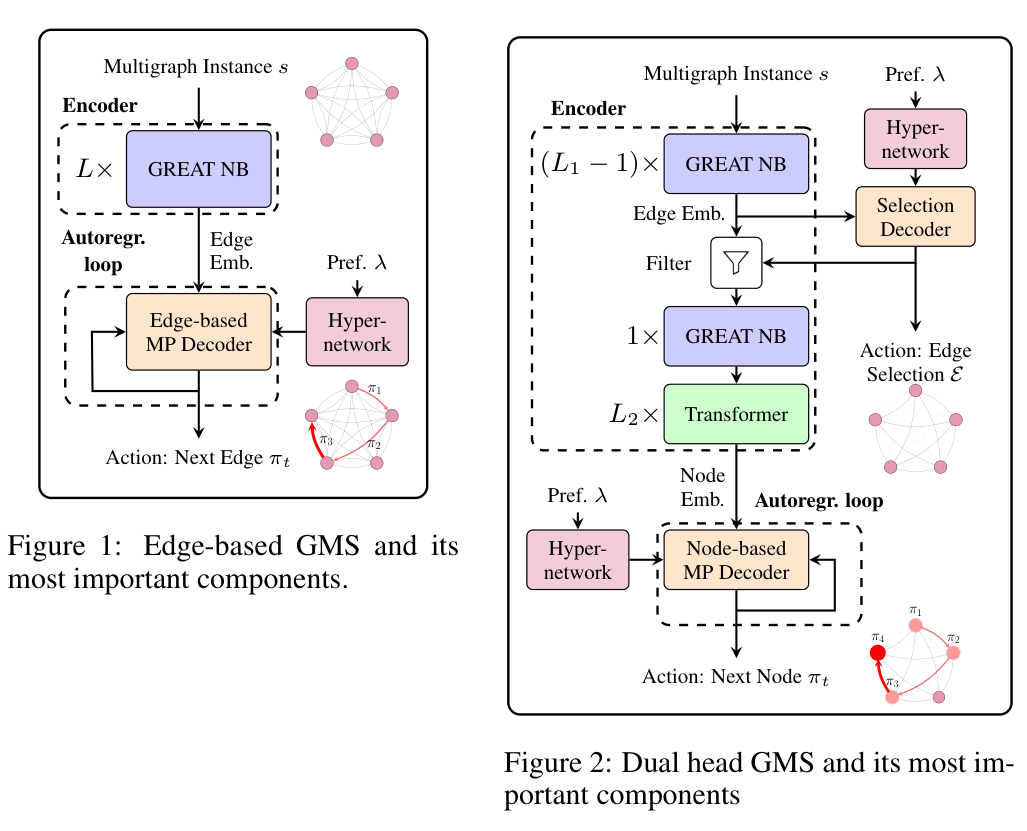 Multigraph Instance s
Encoder
L×
GREAT NB
Autoregr.
loop
Edge
Emb.
Pref. λ
Edge-based
MP Decoder
Hyper-
network
π₁
π₂
π₃
Action: Next Edge πₜ
Figure 1: Edge-based GMS and its
most important components.
Multigraph Instance s
Pref. λ
Encoder
Hyper-
network
(L₁ − 1)×
GREAT NB
Selection
Decoder
Edge Emb.
Filter
1×
GREAT NB
Action: Edge
Selection ℰ
L₂×
Transformer
Node
Emb.
Pref. λ
Autoregr. loop
Hyper-
network
Node-based
MP Decoder
π₁
π₄
π₂
π₃
Action: Next Node πₜ
Figure 2: Dual head GMS and its most im-
portant components